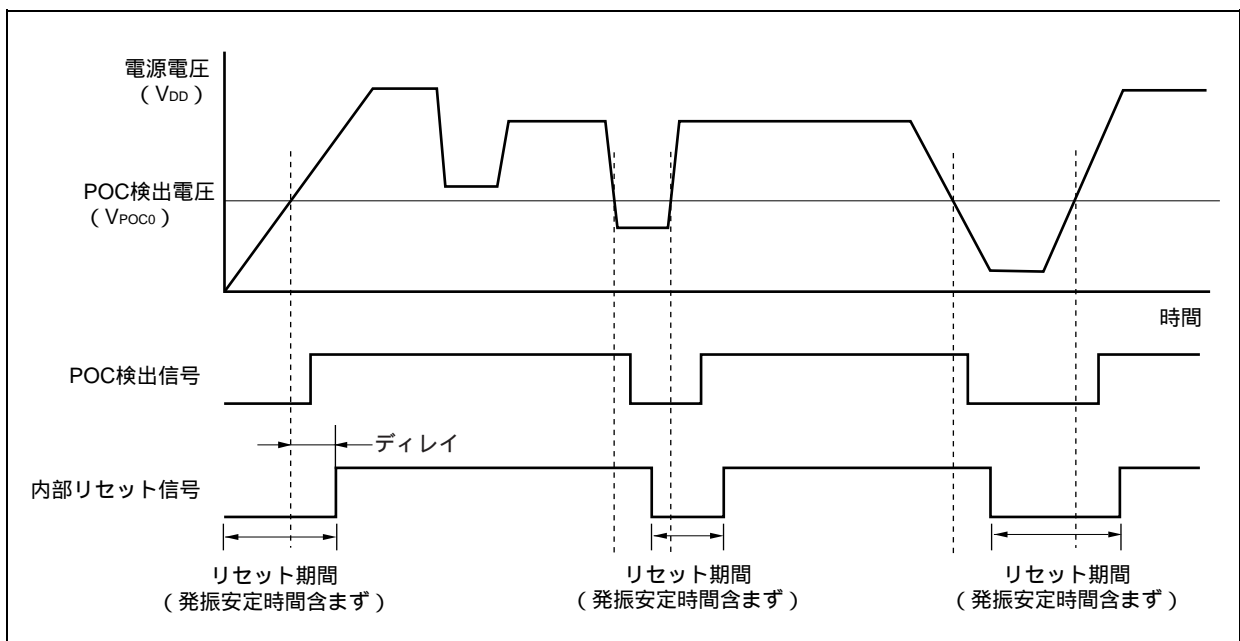 電源電圧
（VDD）
POC検出電圧
（VPOC0）
時間
POC検出信号
ディレイ
内部リセット信号
リセット期間
（発振安定時間含まず）
リセット期間
（発振安定時間含まず）
リセット期間
（発振安定時間含まず）